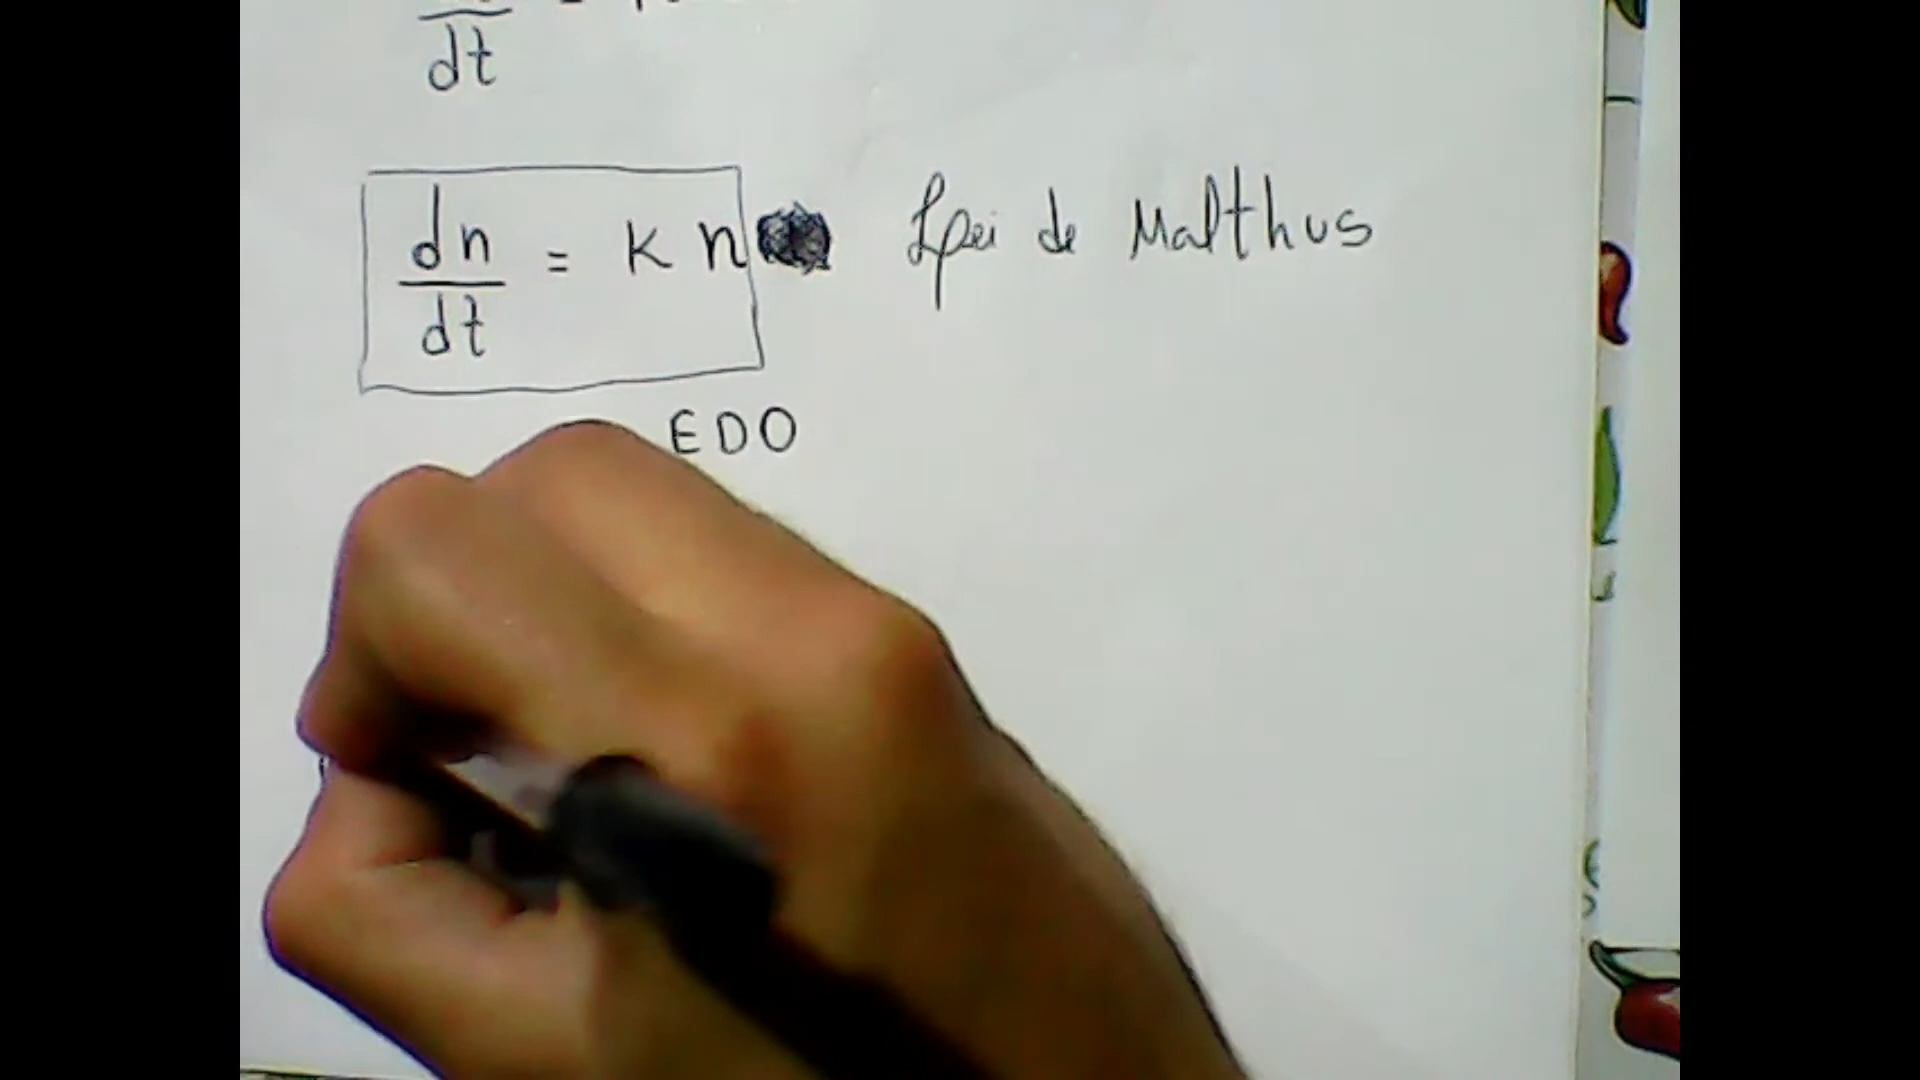 dt
dn/dt = K n Lei de Malthus
EDO